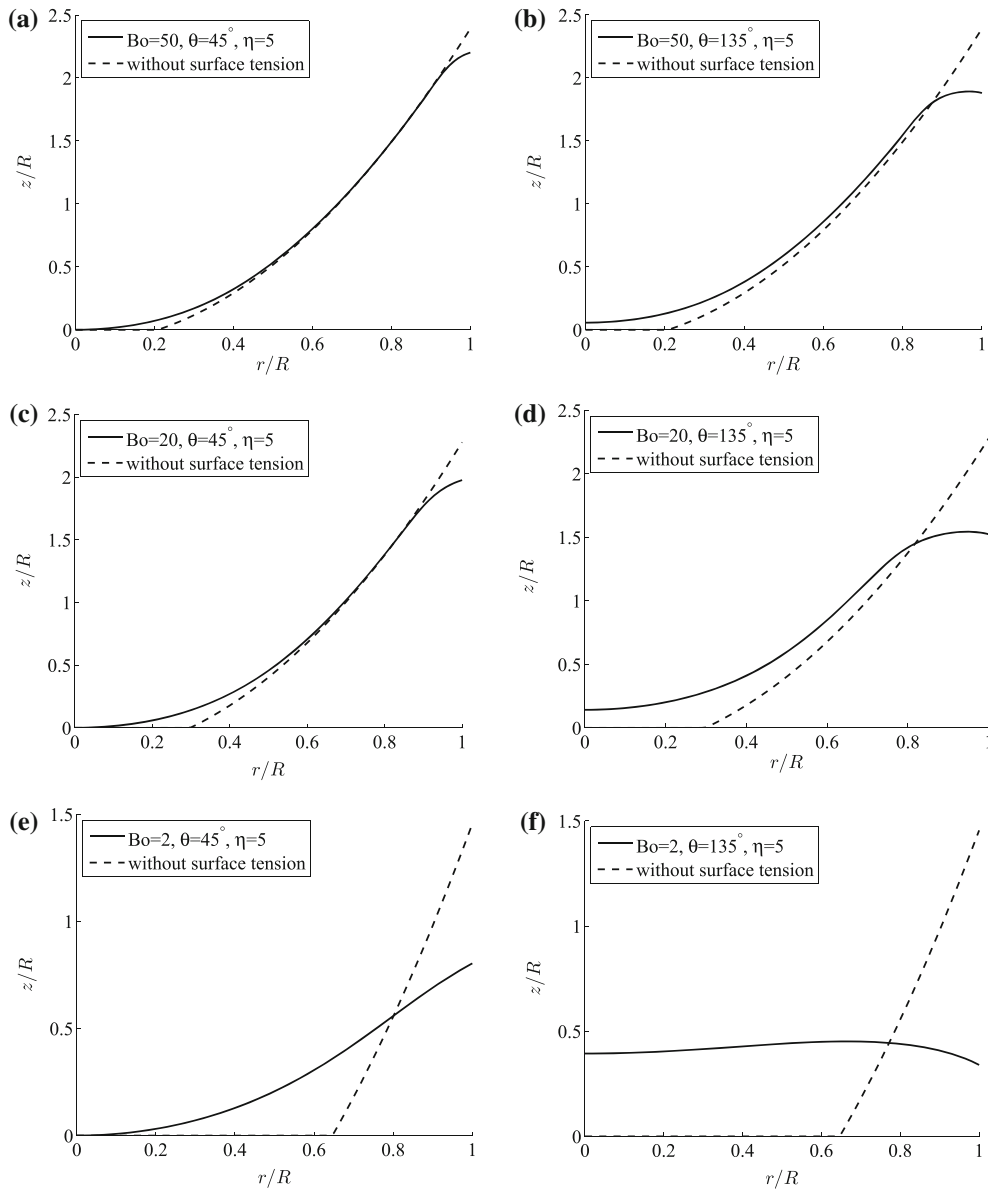 (a)
2.5
2
1.5
1
0.5
0
z/R
Bo=50, θ=45°, η=5
without surface tension
0 0.2 0.4 0.6 0.8 1
r/R
(b)
2.5
2
1.5
1
0.5
0
z/R
Bo=50, θ=135°, η=5
without surface tension
0 0.2 0.4 0.6 0.8 1
r/R
(c)
2.5
2
1.5
1
0.5
0
z/R
Bo=20, θ=45°, η=5
without surface tension
0 0.2 0.4 0.6 0.8 1
r/R
(d)
2.5
2
1.5
1
0.5
0
z/R
Bo=20, θ=135°, η=5
without surface tension
0 0.2 0.4 0.6 0.8 1
r/R
(e)
1.5
1
0.5
0
z/R
Bo=2, θ=45°, η=5
without surface tension
0 0.2 0.4 0.6 0.8 1
r/R
(f)
1.5
1
0.5
0
z/R
Bo=2, θ=135°, η=5
without surface tension
0 0.2 0.4 0.6 0.8 1
r/R